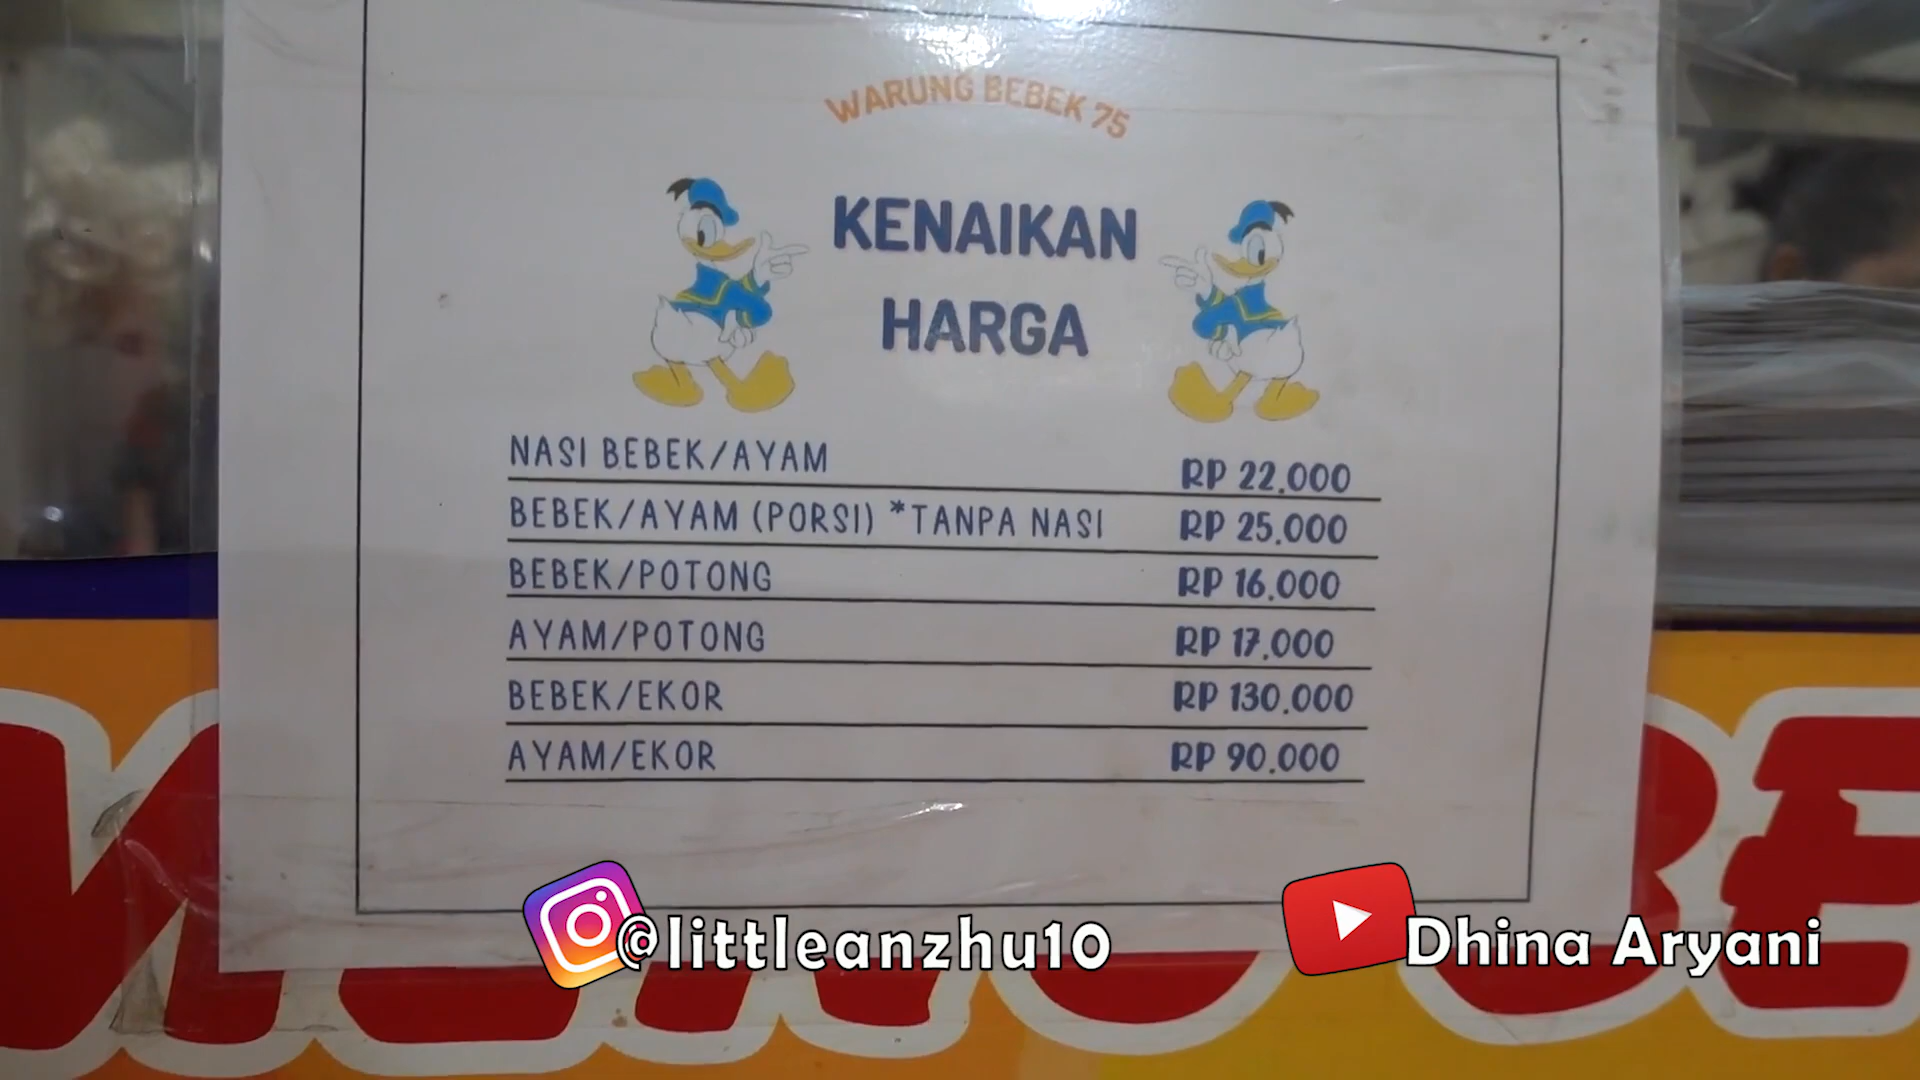 WARUNG BEBEK 75
KENAIKAN
HARGA
NASI BEBEK/AYAM RP 22.000
BEBEK/AYAM (PORSI) *TANPA NASI RP 25.000
BEBEK/POTONG RP 16.000
AYAM/POTONG RP 17.000
BEBEK/EKOR RP 130.000
AYAM/EKOR RP 90.000
@littleanzhu10
Dhina Aryani